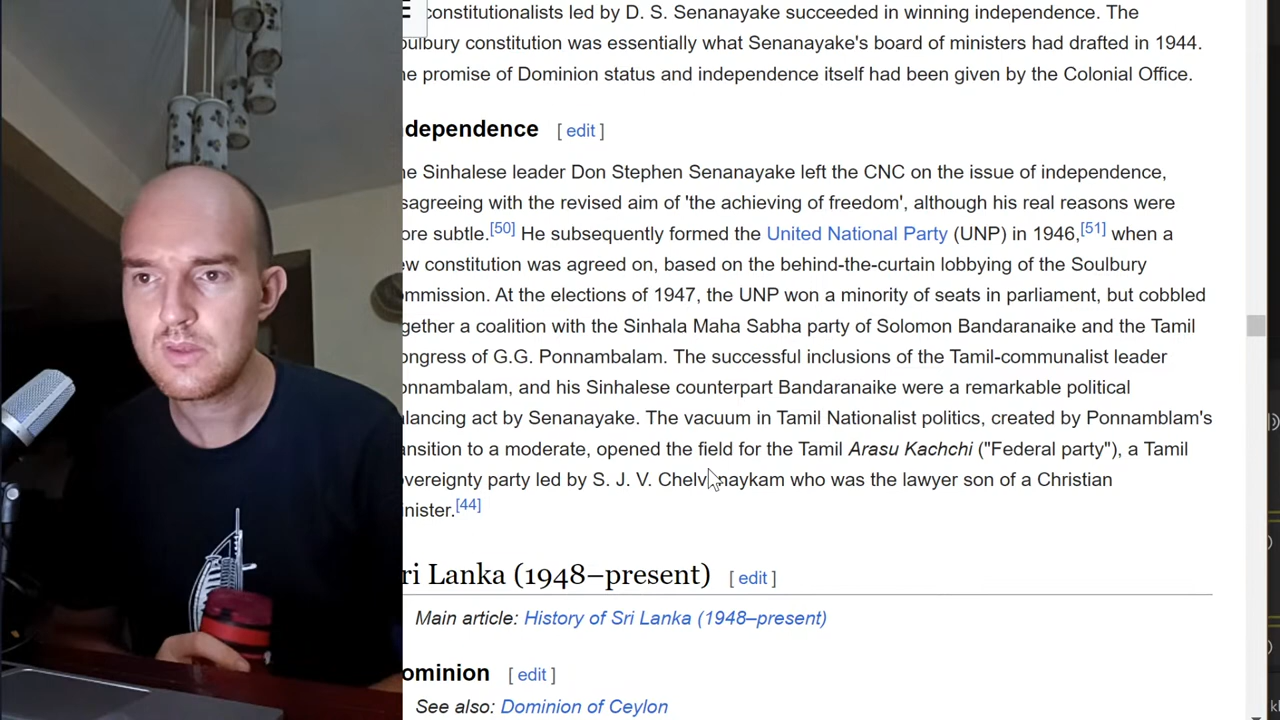 constitutionalists led by D. S. Senanayake succeeded in winning independence. The
constitution was essentially what Senanayake's board of ministers had drafted in 1944.
promise of Dominion status and independence itself had been given by the Colonial Office.
dependence [ edit ]
Sinhalese leader Don Stephen Senanayake left the CNC on the issue of independence,
sagreeing with the revised aim of 'the achieving of freedom', although his real reasons were
ore subtle.[50] He subsequently formed the United National Party (UNP) in 1946,[51] when a
ew constitution was agreed on, based on the behind-the-curtain lobbying of the Soulbury
ommission. At the elections of 1947, the UNP won a minority of seats in parliament, but cobbled
gether a coalition with the Sinhala Maha Sabha party of Solomon Bandaranaike and the Tamil
ongress of G.G. Ponnambalam. The successful inclusions of the Tamil-communalist leader
onnambalam, and his Sinhalese counterpart Bandaranaike were a remarkable political
alancing act by Senanayake. The vacuum in Tamil Nationalist politics, created by Ponnamblam's
ansition to a moderate, opened the field for the Tamil Arasu Kachchi ("Federal party"), a Tamil
overeignty party led by S. J. V. Chelvanaykam who was the lawyer son of a Christian
inister.[44]
ri Lanka (1948–present) [ edit ]
Main article: History of Sri Lanka (1948–present)
ominion [ edit ]
See also: Dominion of Ceylon